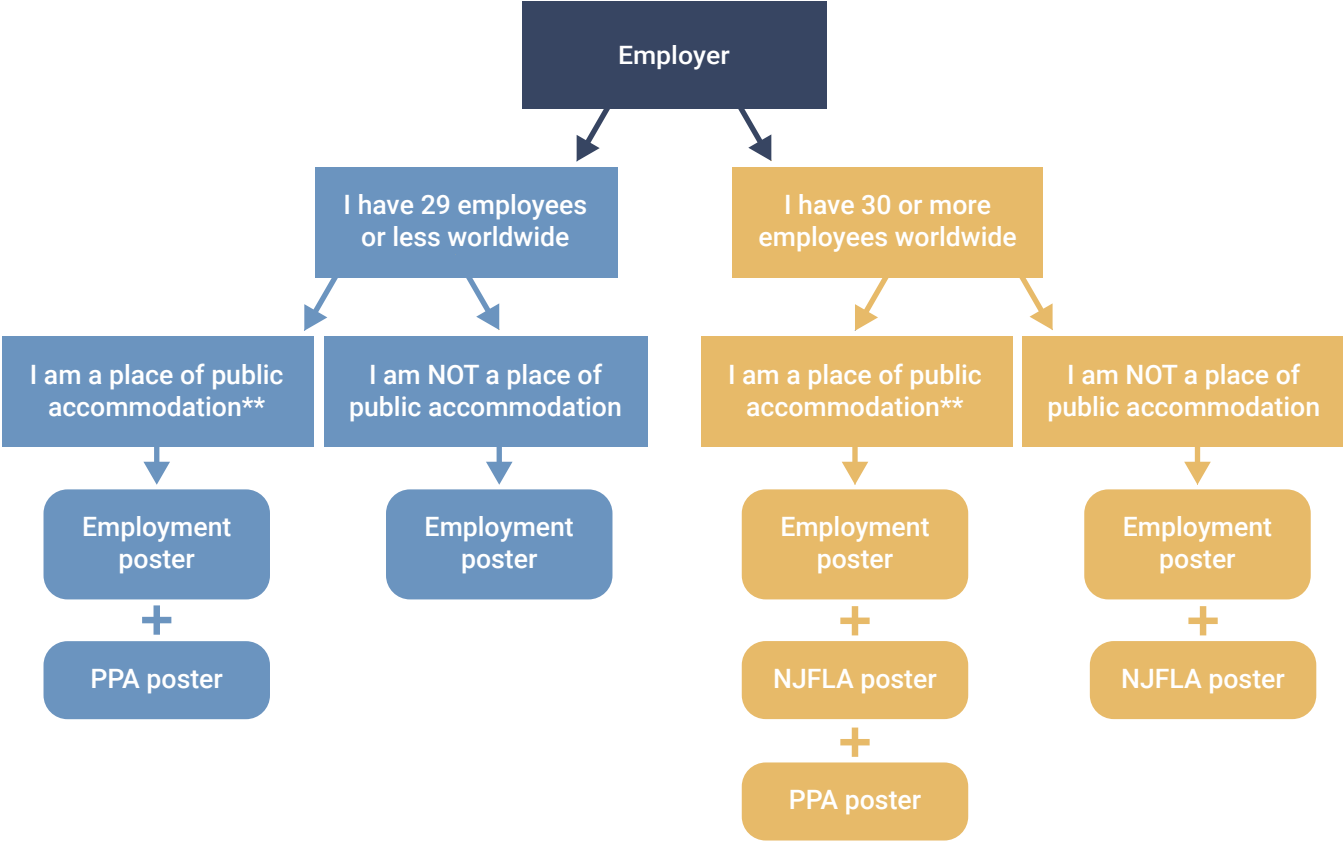 Employer
I have 29 employees
or less worldwide
I have 30 or more
employees worldwide
I am a place of public
accommodation**
I am NOT a place of
public accommodation
I am a place of public
accommodation**
I am NOT a place of
public accommodation
Employment
poster
Employment
poster
Employment
poster
Employment
poster
+
+
+
PPA poster
NJFLA poster
NJFLA poster
+
PPA poster